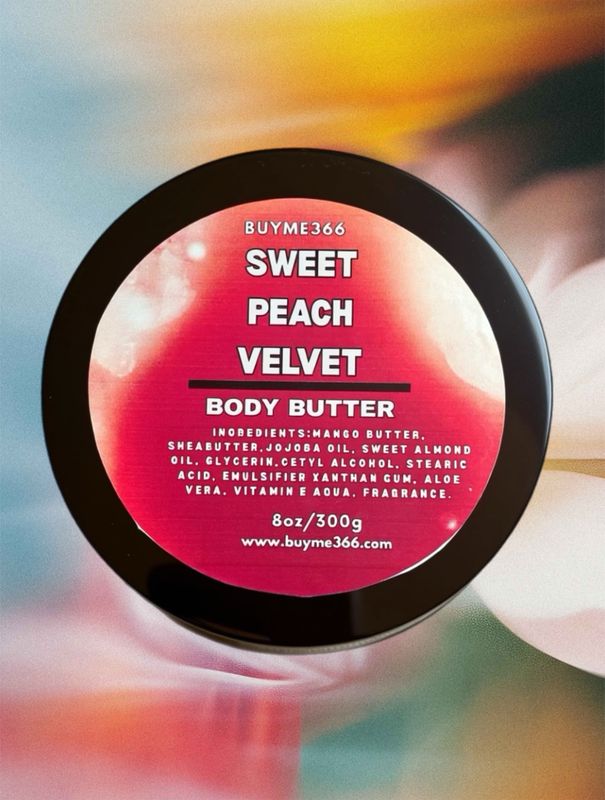 BUYME366
SWEET
PEACH
VELVET
BODY BUTTER
INGREDIENTS:MANGO BUTTER,
SHEABUTTER,JOJOBA OIL, SWEET ALMOND
OIL, GLYCERIN,CETYL ALCOHOL, STEARIC
ACID, EMULSIFIER XANTHAN GUM, ALOE
VERA, VITAMIN E AQUA, FRAGRANCE.
8oz/300g
www.buyme366.com